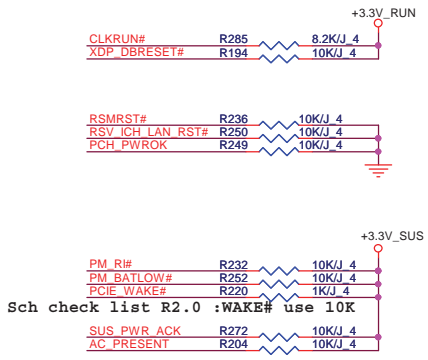 +3.3V_RUN
CLKRUN# R285 8.2K/J_4
XDP_DBRESET# R194 10K/J_4
RSMRST# R236 10K/J_4
RSV_ICH_LAN_RST# R250 10K/J_4
PCH_PWROK R249 10K/J_4
+3.3V_SUS
PM_RI# R232 10K/J_4
PM_BATLOW# R252 10K/J_4
PCIE_WAKE# R220 1K/J_4
Sch check list R2.0 :WAKE# use 10K
SUS_PWR_ACK R272 10K/J_4
AC_PRESENT R204 10K/J_4